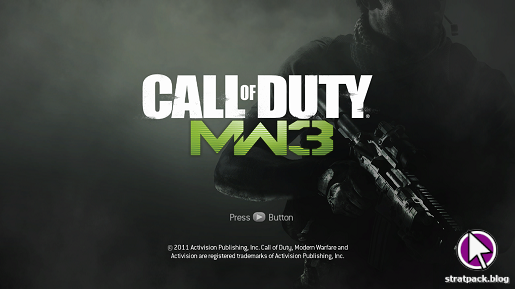 CALL OF DUTY®
MW3
Press Button
© 2011 Activision Publishing, Inc. Call of Duty, Modern Warfare and
Activision are registered trademarks of Activision Publishing, Inc.
stratpack.blog